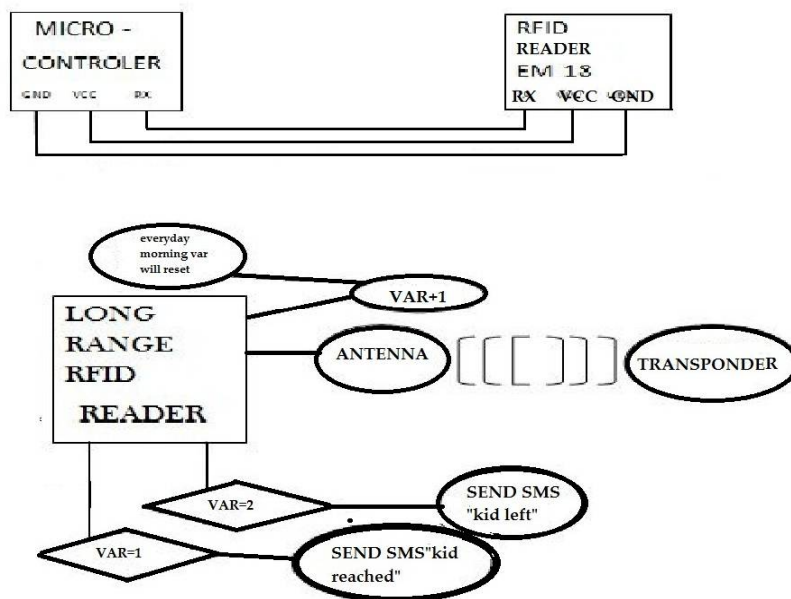 MICRO -
CONTROLER
GND VCC RX
RFID
READER
EM 18
RX VCC GND
everyday
morning var
will reset
VAR+1
LONG
RANGE
RFID
READER
ANTENNA
TRANSPONDER
VAR=2
SEND SMS
"kid left"
VAR=1
SEND SMS"kid
reached"